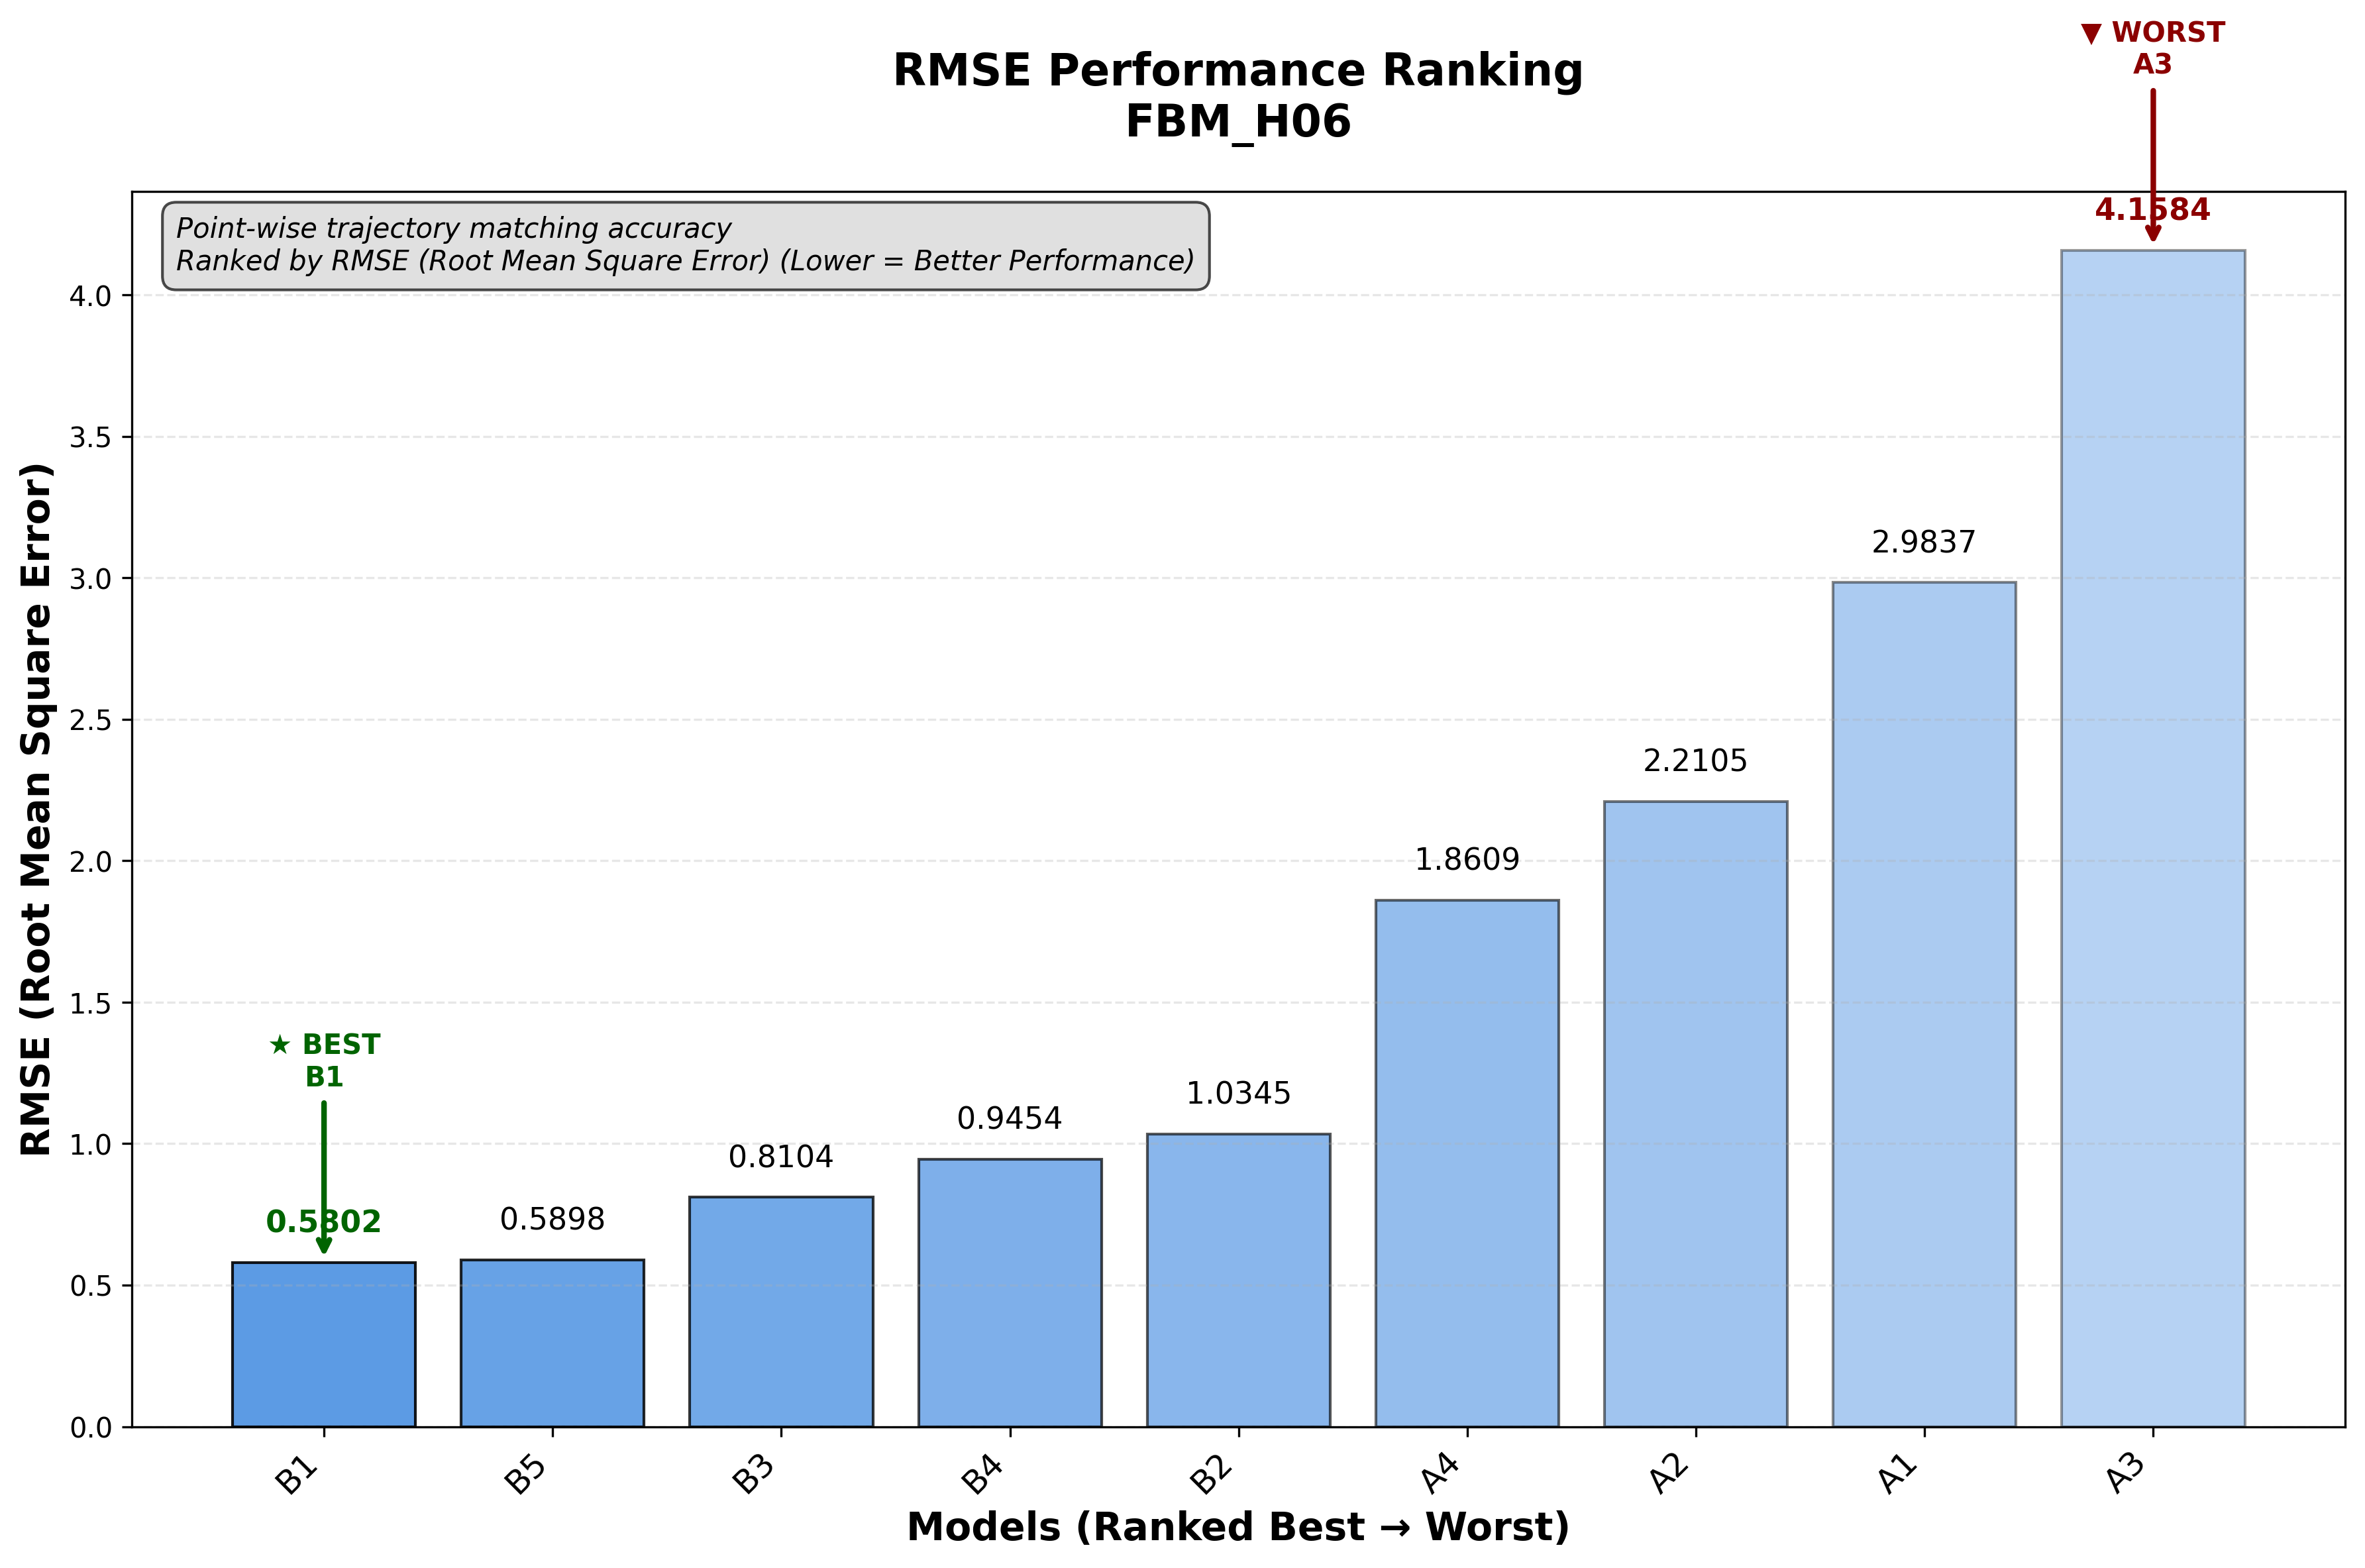 ▼ WORST
A3
RMSE Performance Ranking
FBM_H06
Point-wise trajectory matching accuracy
Ranked by RMSE (Root Mean Square Error) (Lower = Better Performance)
RMSE (Root Mean Square Error)
4.0
3.5
3.0
2.5
2.0
1.5
1.0
0.5
0.0
★ BEST
B1
0.5802
0.5898
0.8104
0.9454
1.0345
1.8609
2.2105
2.9837
4.1584
B1
B5
B3
B4
B2
A4
A2
A1
A3
Models (Ranked Best → Worst)